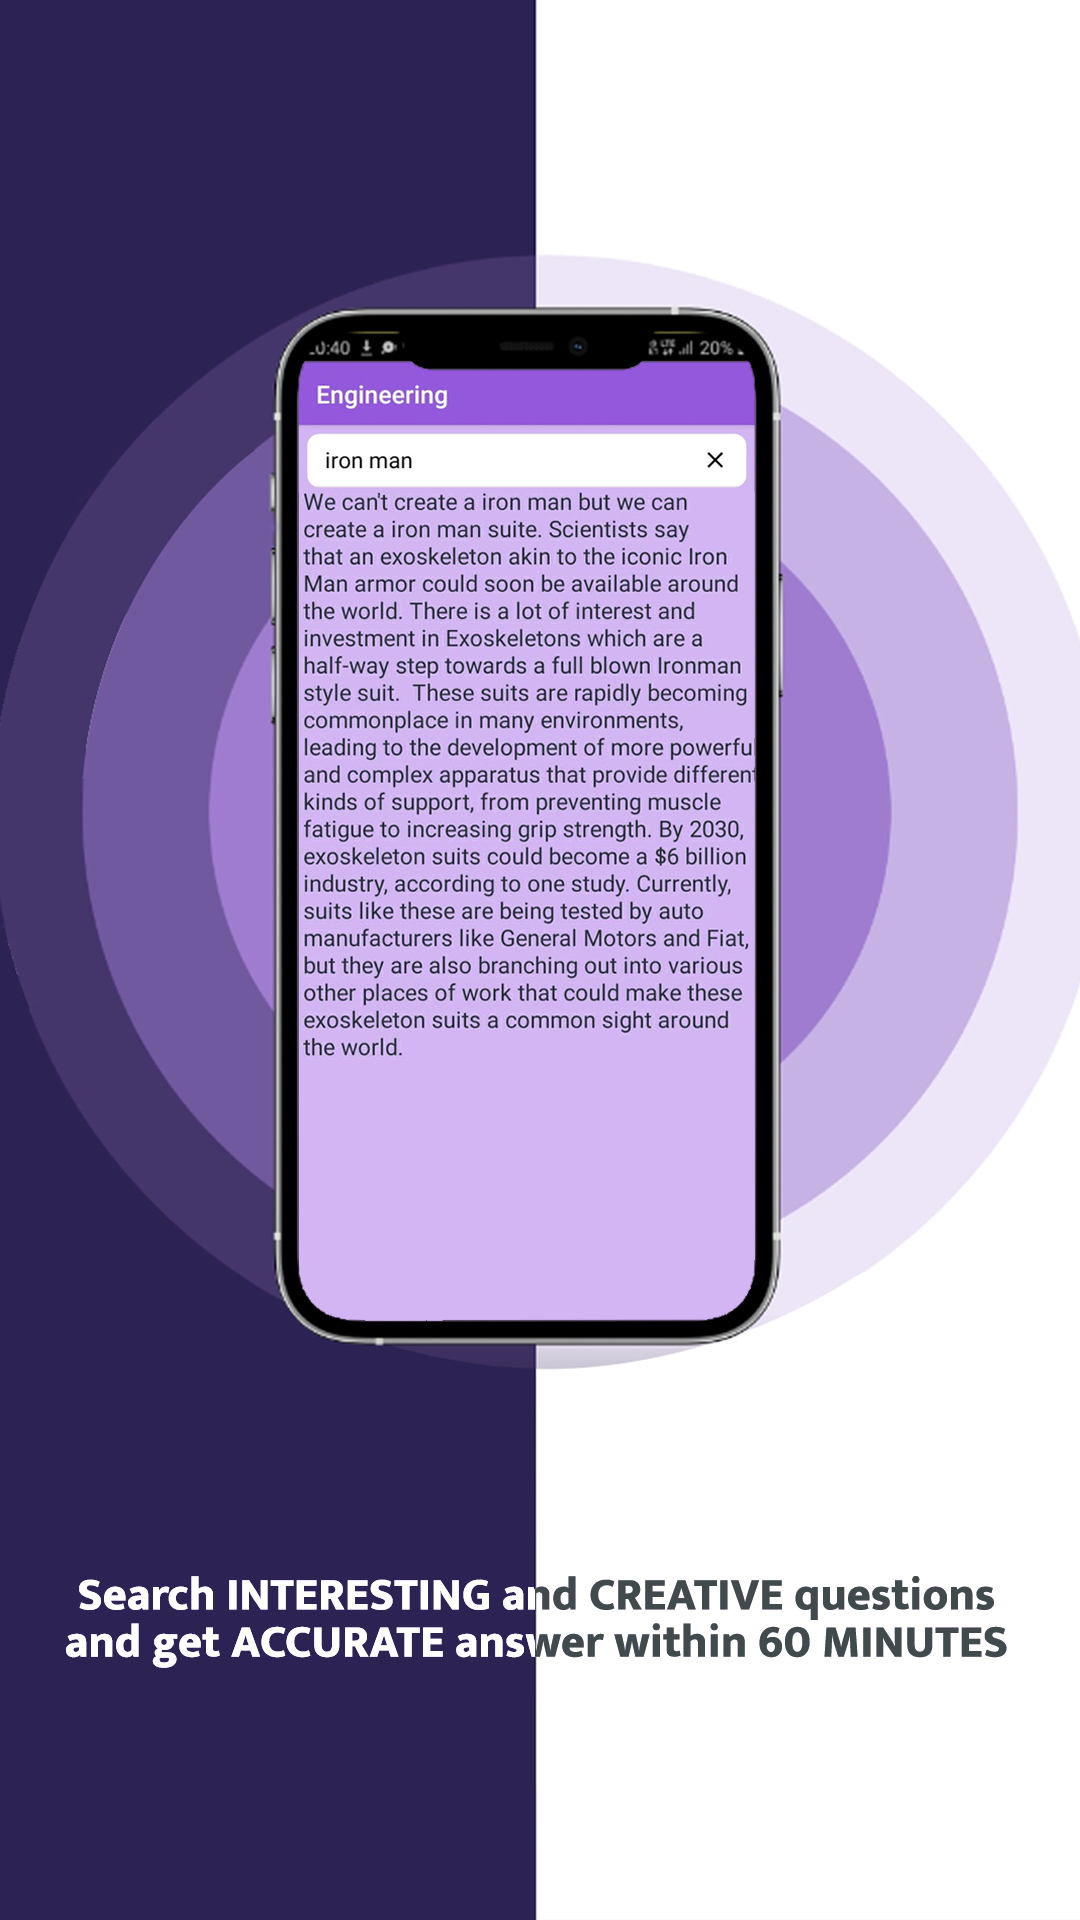 :40 20%
Engineering
iron man
We can't create a iron man but we can
create a iron man suite. Scientists say
that an exoskeleton akin to the iconic Iron
Man armor could soon be available around
the world. There is a lot of interest and
investment in Exoskeletons which are a
half-way step towards a full blown Ironman
style suit.  These suits are rapidly becoming
commonplace in many environments,
leading to the development of more powerful
and complex apparatus that provide different
kinds of support, from preventing muscle
fatigue to increasing grip strength. By 2030,
exoskeleton suits could become a $6 billion
industry, according to one study. Currently,
suits like these are being tested by auto
manufacturers like General Motors and Fiat,
but they are also branching out into various
other places of work that could make these
exoskeleton suits a common sight around
the world.
Search INTERESTING and CREATIVE questions
and get ACCURATE answer within 60 MINUTES